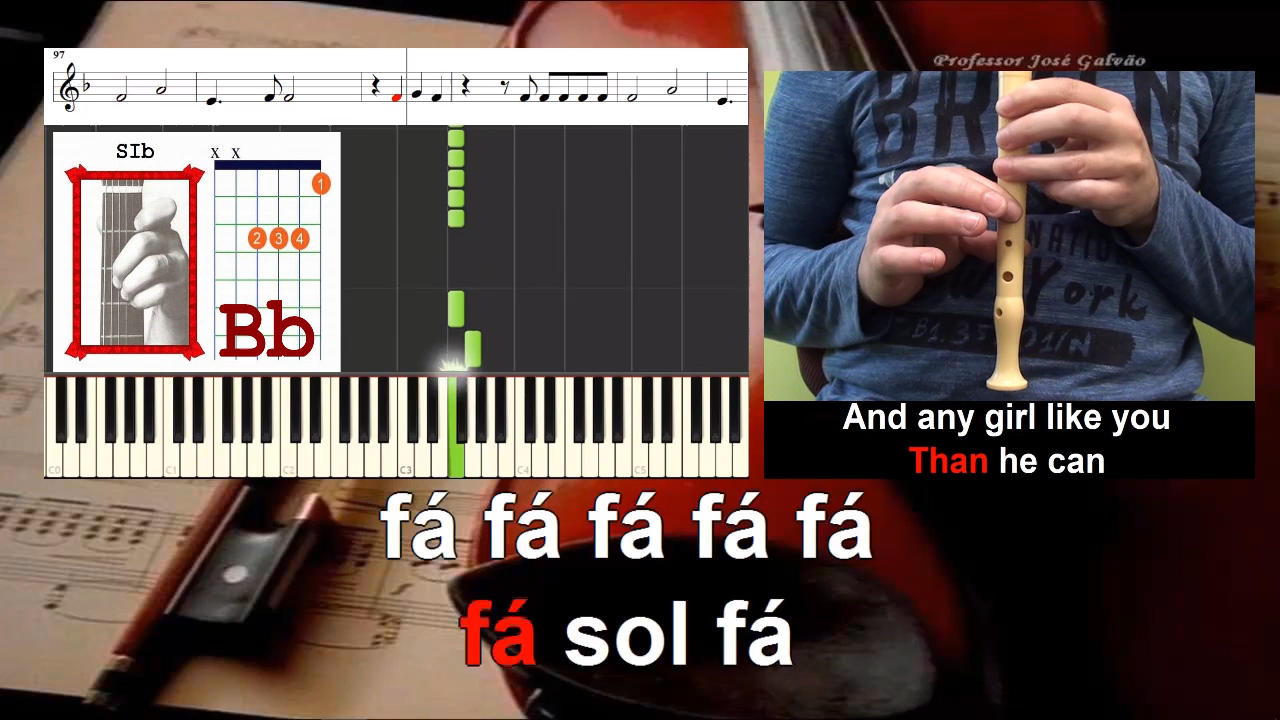 Professor José Galvão
97
SIb
x x
1
2 3 4
Bb
C0 C1 C2 C3 C4 C5
York
And any girl like you
Than he can
fá fá fá fá fá
fá sol fá